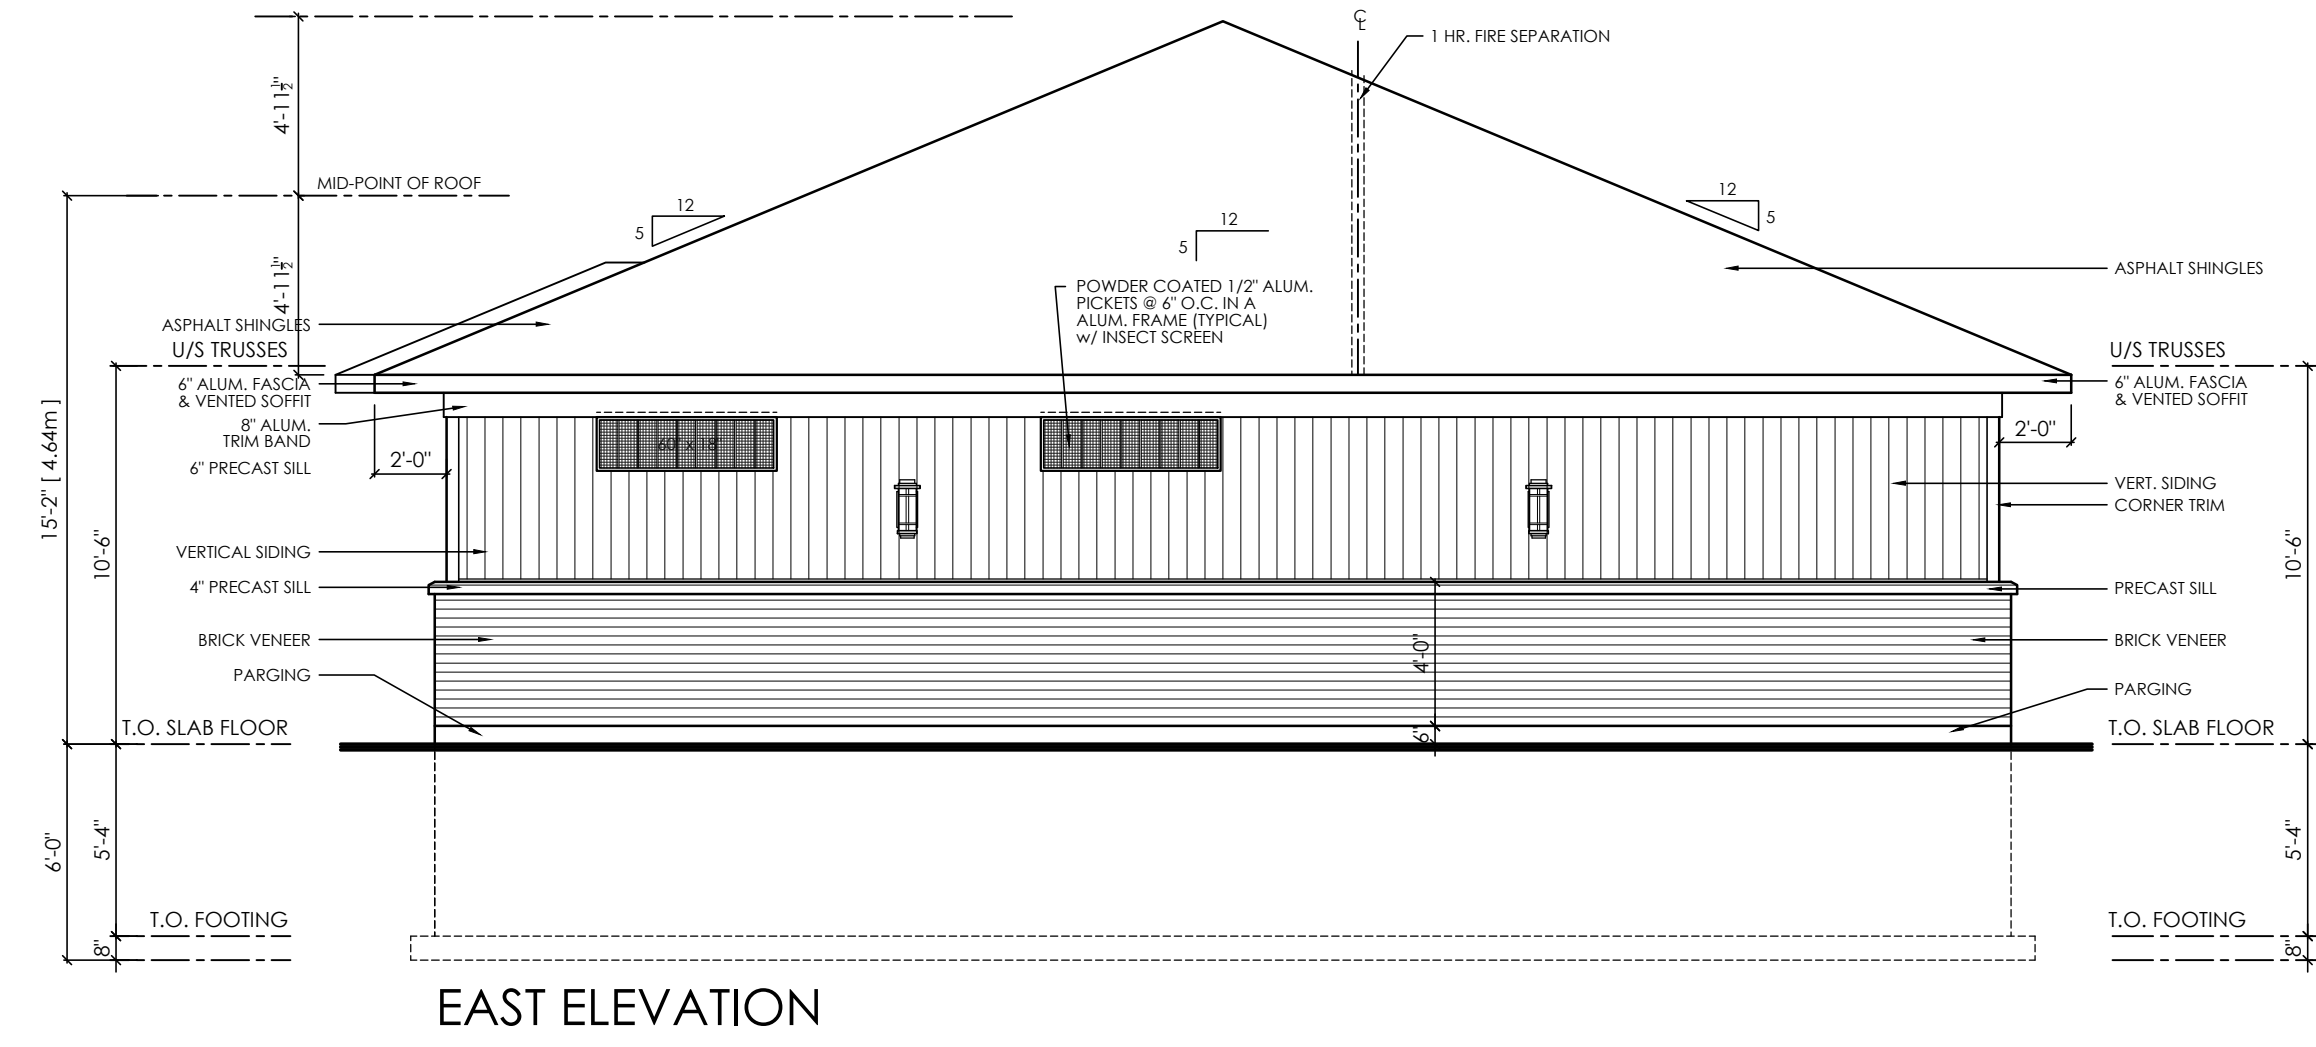 ℄
1 HR. FIRE SEPARATION
4'-11½"
MID-POINT OF ROOF
12
5
12
5
12
5
4'-11½"
POWDER COATED 1/2" ALUM.
PICKETS @ 6" O.C. IN A
ALUM. FRAME (TYPICAL)
w/ INSECT SCREEN
ASPHALT SHINGLES
ASPHALT SHINGLES
U/S TRUSSES
U/S TRUSSES
6" ALUM. FASCIA
& VENTED SOFFIT
6" ALUM. FASCIA
& VENTED SOFFIT
8" ALUM.
TRIM BAND
6" PRECAST SILL
2'-0"
2'-0"
60" x 18"
15'-2" [ 4.64m ]
10'-6"
10'-6"
VERT. SIDING
CORNER TRIM
VERTICAL SIDING
4" PRECAST SILL
PRECAST SILL
BRICK VENEER
BRICK VENEER
4'-0"
PARGING
PARGING
6"
T.O. SLAB FLOOR
T.O. SLAB FLOOR
6'-0"
5'-4"
5'-4"
T.O. FOOTING
T.O. FOOTING
8"
8"
EAST ELEVATION